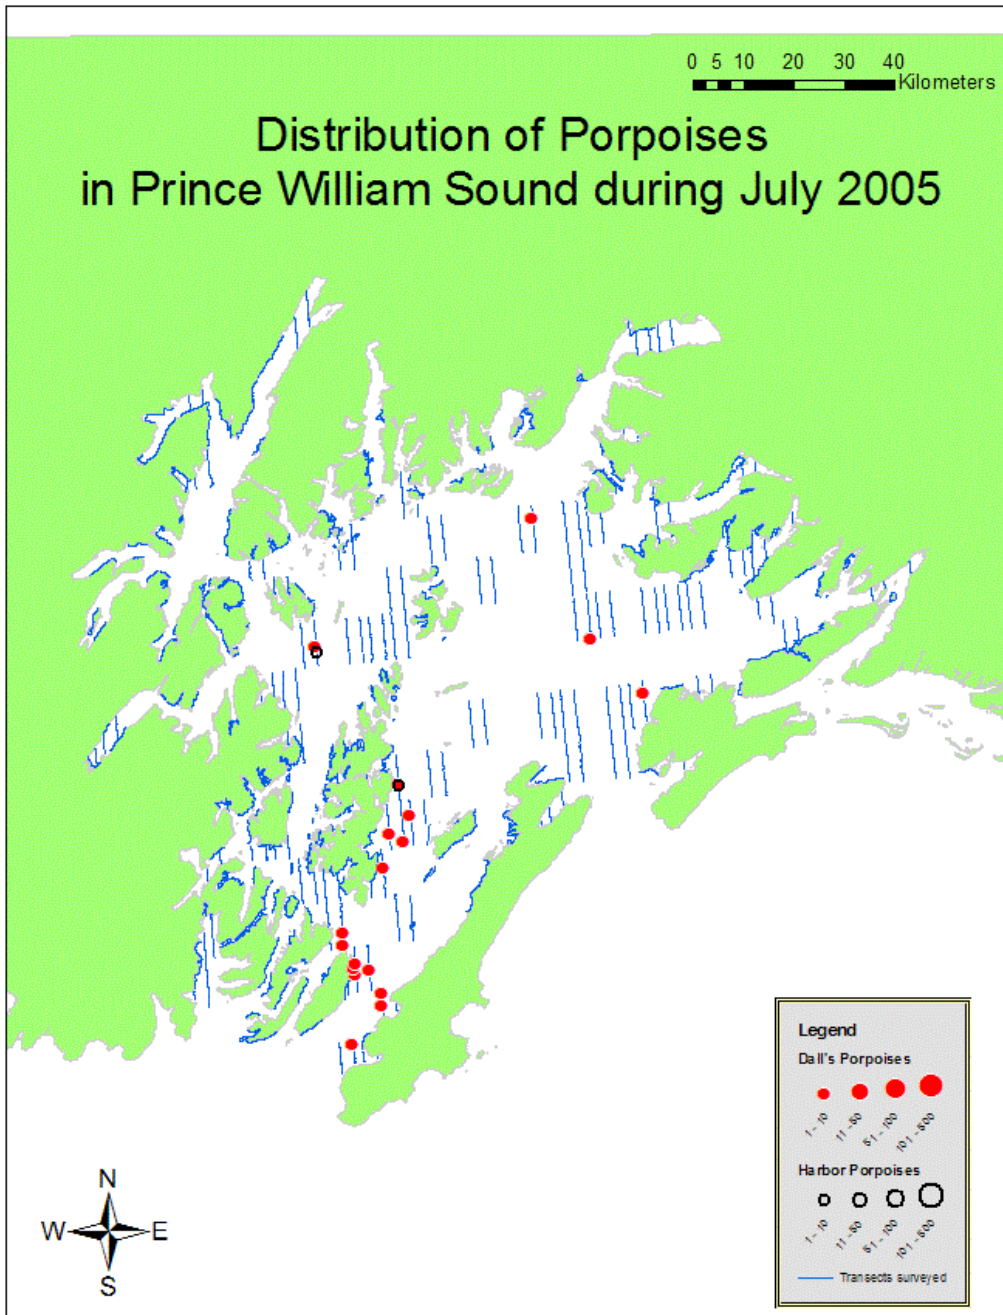 0 5 10 20 30 40
Kilometers
Distribution of Porpoises
in Prince William Sound during July 2005
Legend
Dall's Porpoises
1 - 10 11 - 50 51 - 100 101 - 500
Harbor Porpoises
1 - 10 11 - 50 51 - 100 101 - 500
Transects surveyed
N
W E
S